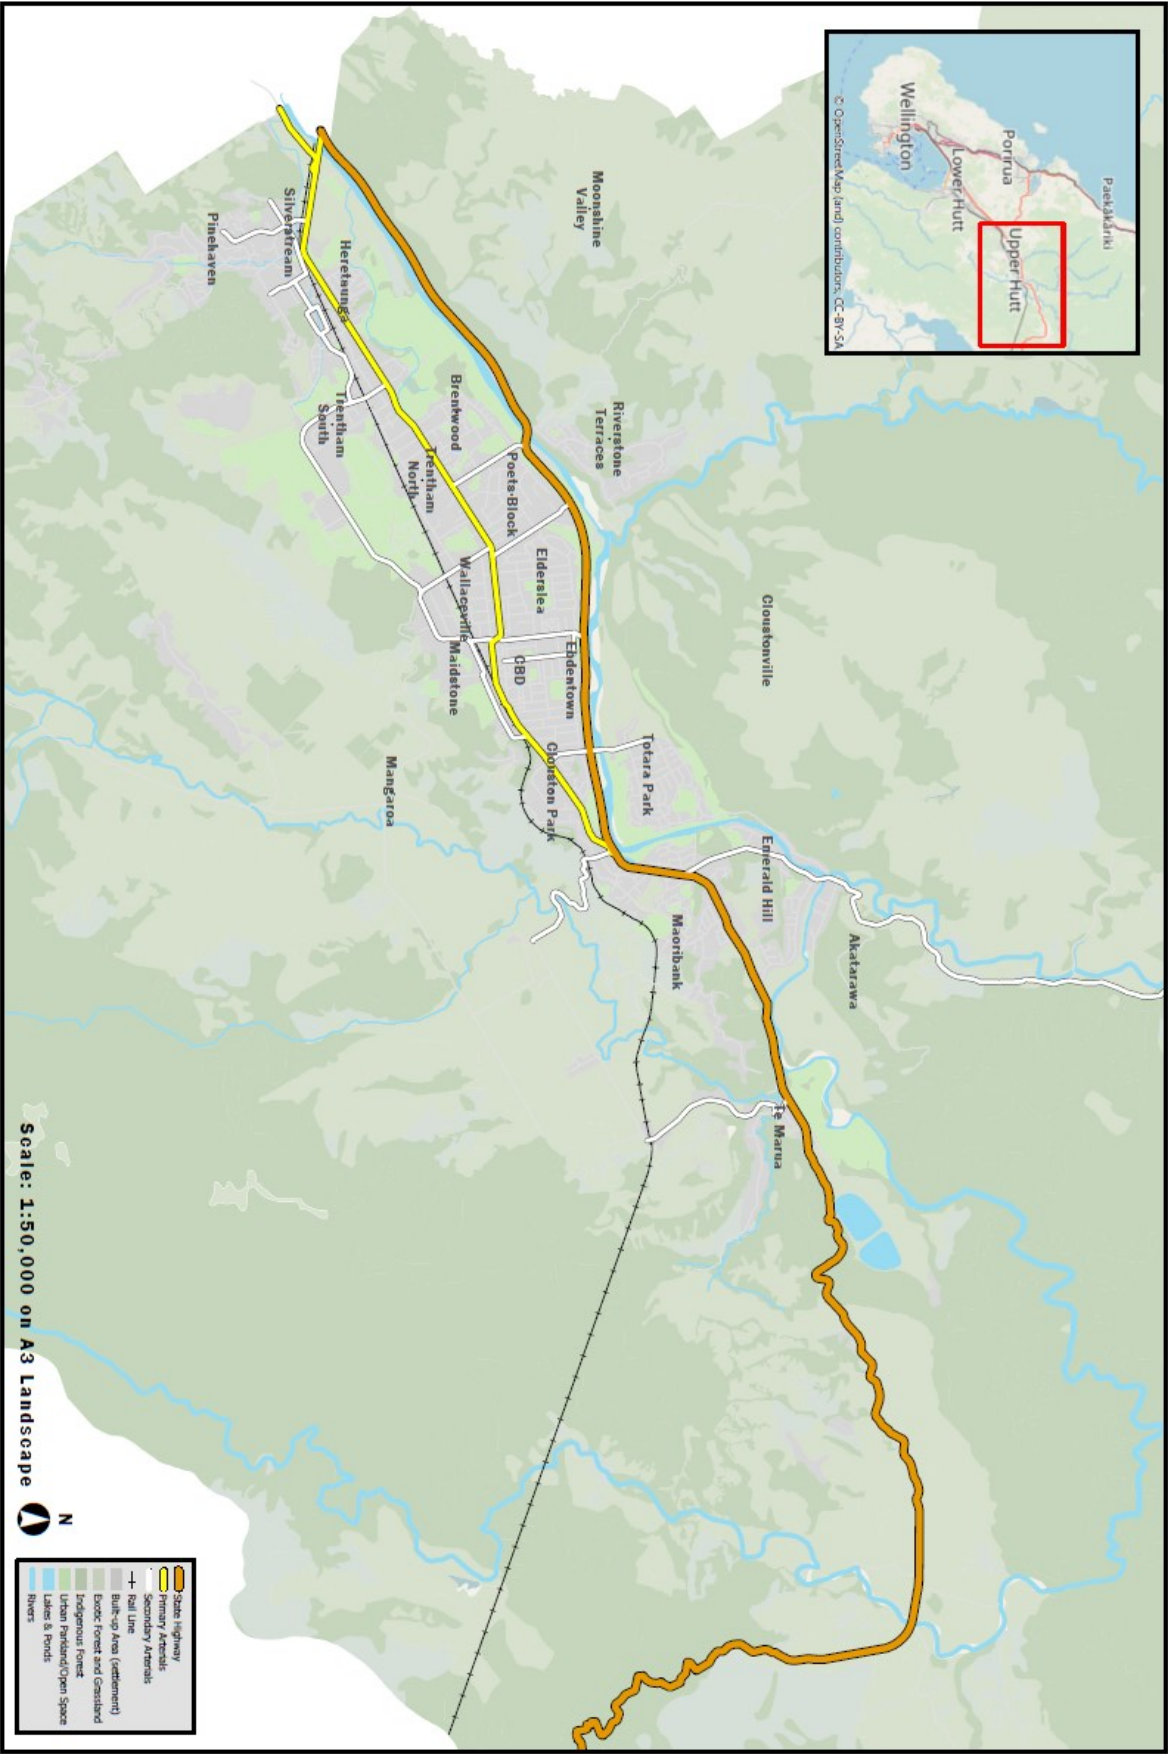 Paekākāriki
Porirua
Upper Hutt
Lower Hutt
Wellington
© OpenStreetMap (and) contributors, CC-BY-SA
Akatarawa
Emerald Hill
Cloustonville
Te Marua
Maoribank
Totara Park
Riverstone
Terraces
Moonshine
Valley
Ebdentown
Clouston Park
Elderslea
CBD
Poets Block
Brentwood
Wallaceville
Maidstone
Trentham
North
Mangaroa
Heretaunga
Trentham
South
Silverstream
Pinehaven
Scale: 1:50,000 on A3 Landscape
N
State Highway
Primary Arterials
Secondary Arterials
Rail Line
Built-up Area (settlement)
Exotic Forest and Grassland
Indigenous Forest
Urban Parkland/Open Space
Lakes & Ponds
Rivers